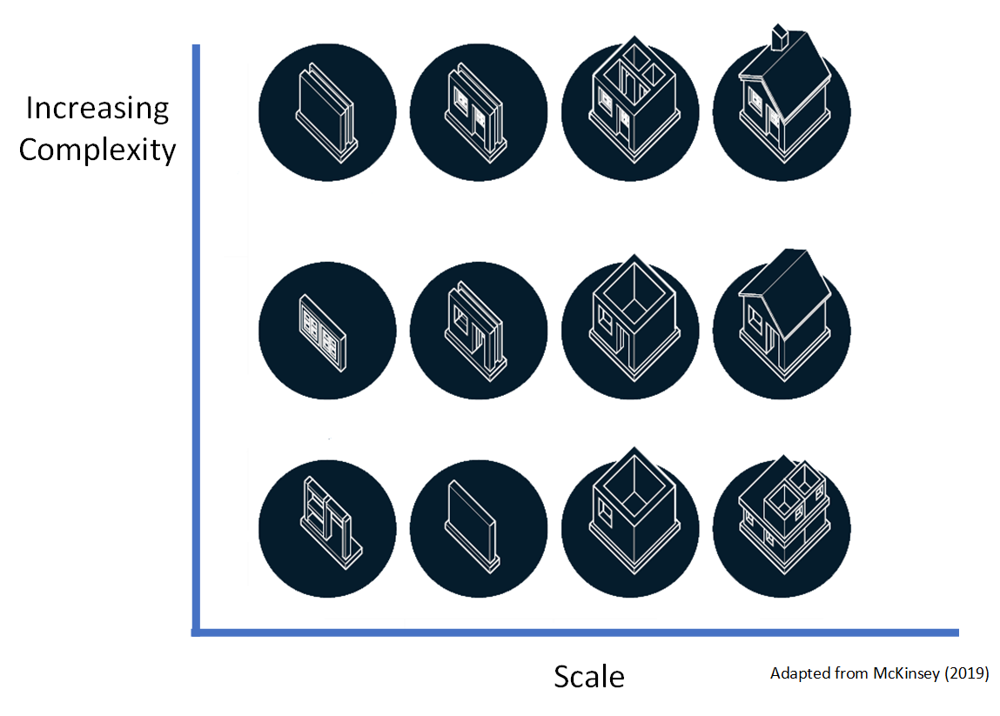 Increasing
Complexity
Scale
Adapted from McKinsey (2019)